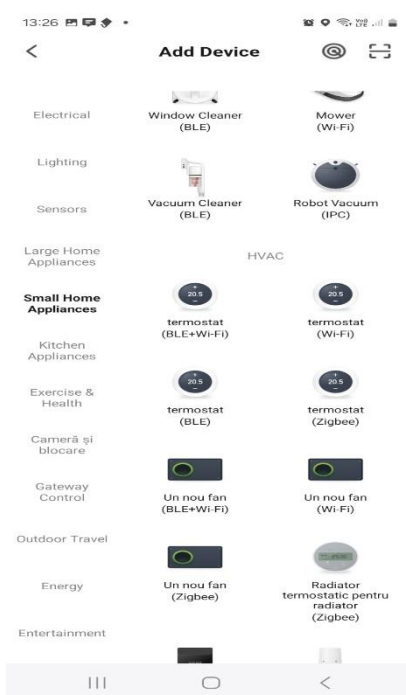 13:26
Add Device
Electrical
Lighting
Sensors
Large Home
Appliances
Small Home
Appliances
Kitchen
Appliances
Exercise &
Health
Cameră și
blocare
Gateway
Control
Outdoor Travel
Energy
Entertainment
Window Cleaner
(BLE)
Mower
(Wi-Fi)
Vacuum Cleaner
(BLE)
Robot Vacuum
(IPC)
HVAC
20.5
termostat
(BLE+Wi-Fi)
20.5
termostat
(Wi-Fi)
20.5
termostat
(BLE)
20.5
termostat
(Zigbee)
Un nou fan
(BLE+Wi-Fi)
Un nou fan
(Wi-Fi)
Un nou fan
(Zigbee)
Radiator
termostatic pentru
radiator
(Zigbee)